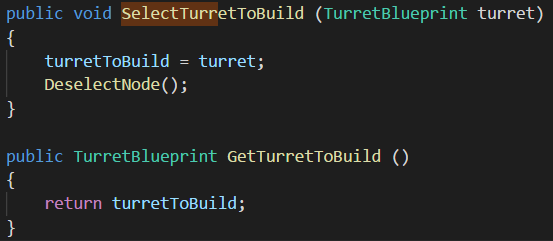 public void SelectTurretToBuild (TurretBlueprint turret)
{
    turretToBuild = turret;
    DeselectNode();
}

public TurretBlueprint GetTurretToBuild ()
{
    return turretToBuild;
}